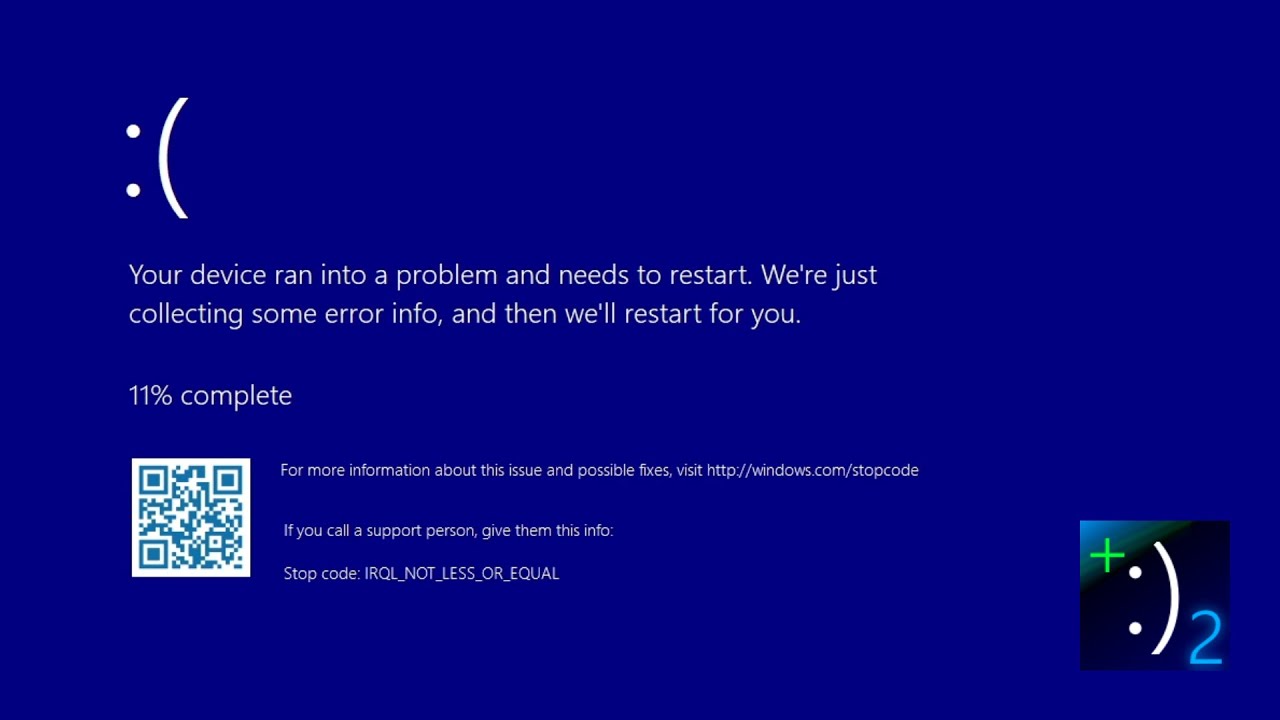 :(
Your device ran into a problem and needs to restart. We're just
collecting some error info, and then we'll restart for you.
11% complete
For more information about this issue and possible fixes, visit http://windows.com/stopcode
If you call a support person, give them this info:
Stop code: IRQL_NOT_LESS_OR_EQUAL
+
:)2